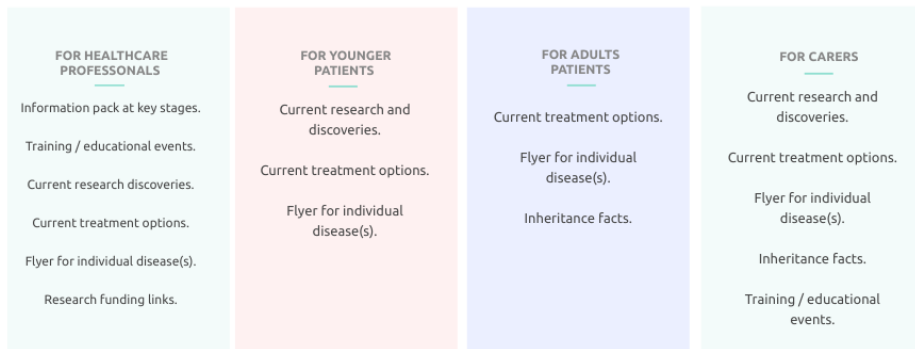 FOR HEALTHCARE
PROFESSONALS
Information pack at key stages.
Training / educational events.
Current research discoveries.
Current treatment options.
Flyer for individual disease(s).
Research funding links.
FOR YOUNGER
PATIENTS
Current research and
discoveries.
Current treatment options.
Flyer for individual
disease(s).
FOR ADULTS
PATIENTS
Current treatment options.
Flyer for individual
disease(s).
Inheritance facts.
FOR CARERS
Current research and
discoveries.
Current treatment options.
Flyer for individual
disease(s).
Inheritance facts.
Training / educational
events.